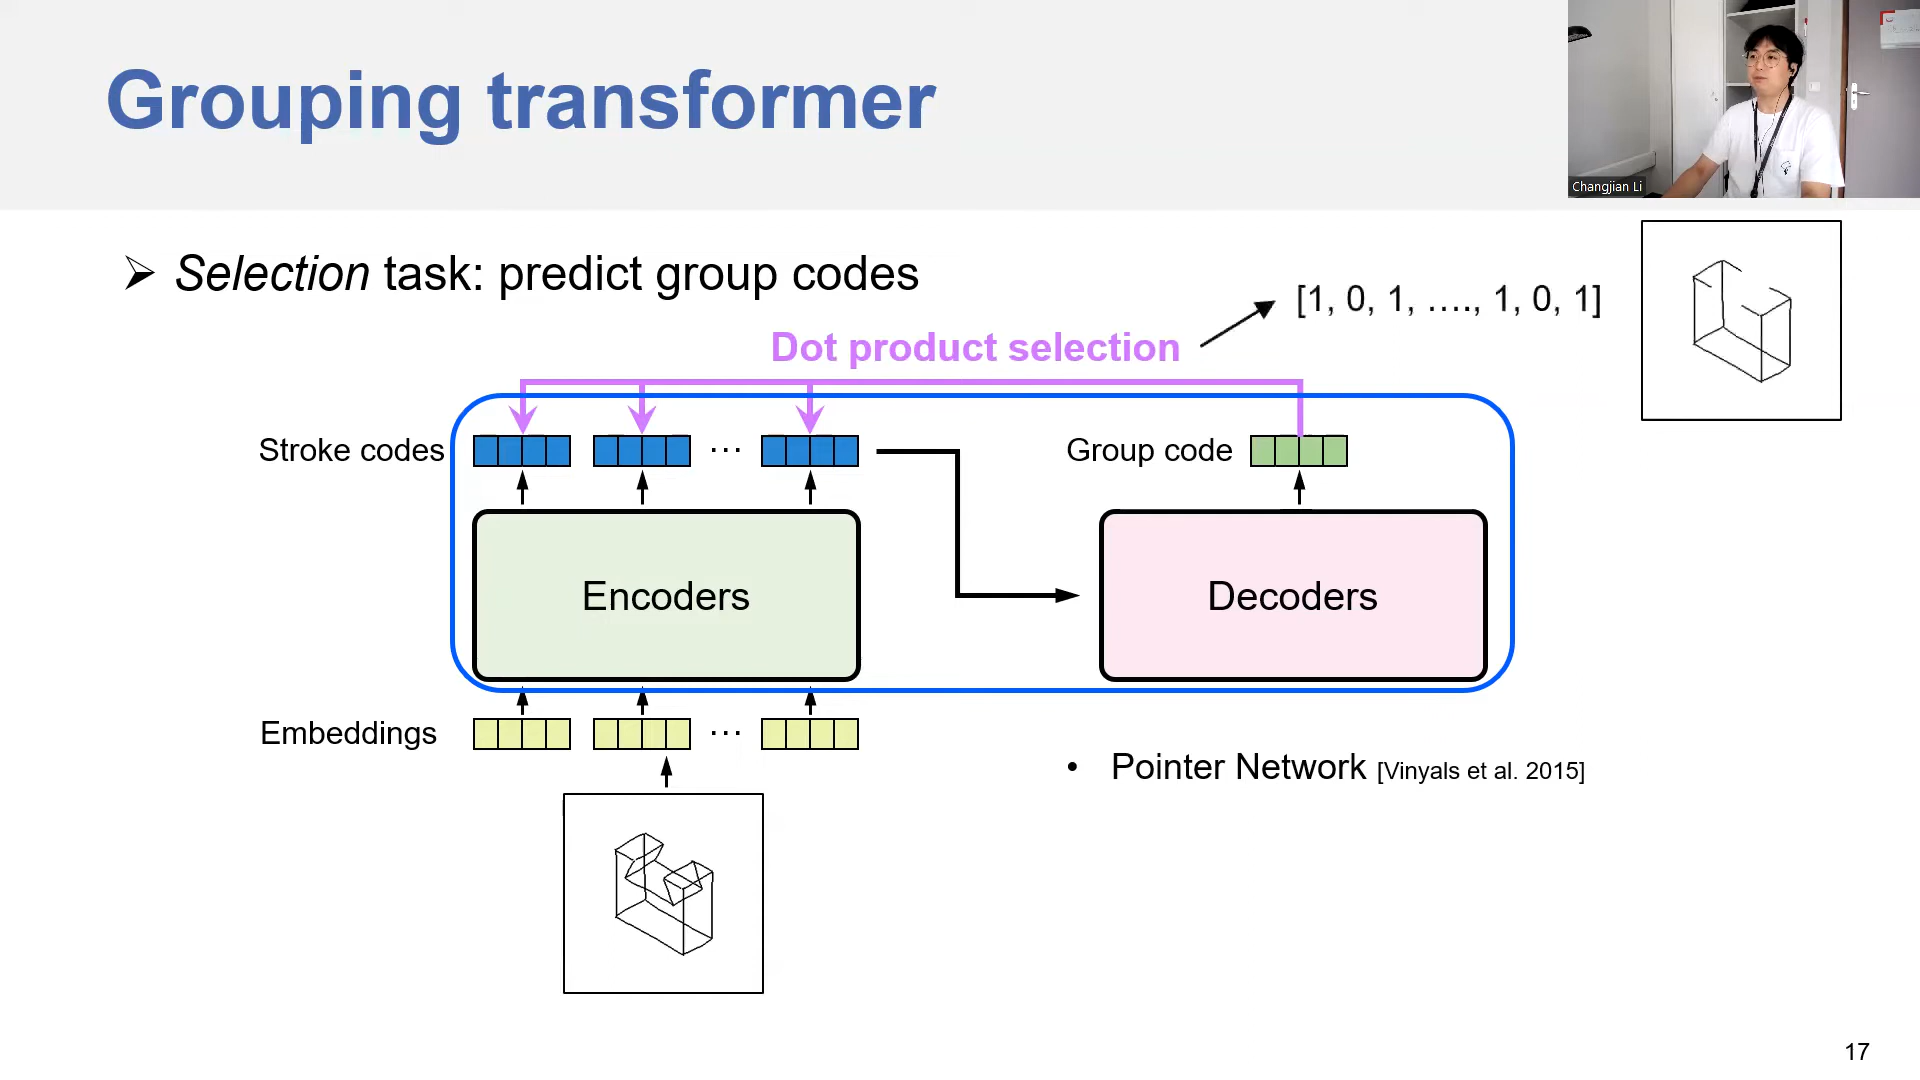 Grouping transformer
Changjian Li
➢ Selection task: predict group codes
[1, 0, 1, …., 1, 0, 1]
Dot product selection
Stroke codes
…
Group code
Encoders
Decoders
Embeddings
…
• Pointer Network [Vinyals et al. 2015]
17